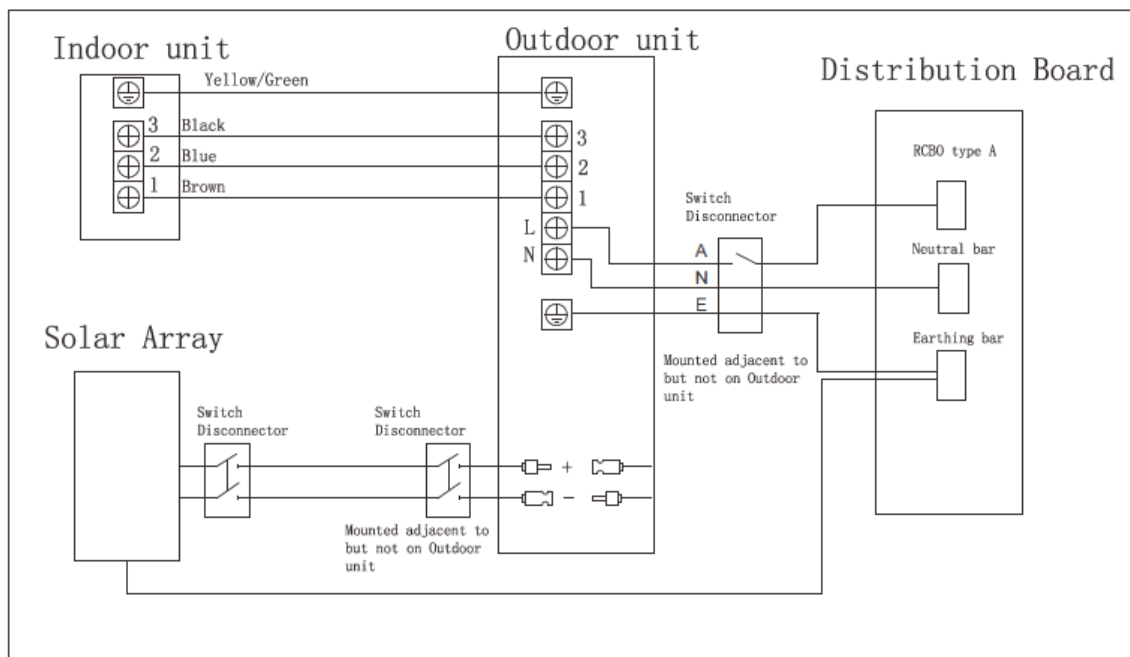 Indoor unit
Outdoor unit
Distribution Board
Yellow/Green
3 Black
2 Blue
1 Brown
3
2
1
L
N
Switch
Disconnector
A
N
E
RCBO type A
Neutral bar
Earthing bar
Mounted adjacent to
but not on Outdoor
unit
Solar Array
Switch
Disconnector
Switch
Disconnector
+
-
Mounted adjacent to
but not on Outdoor
unit